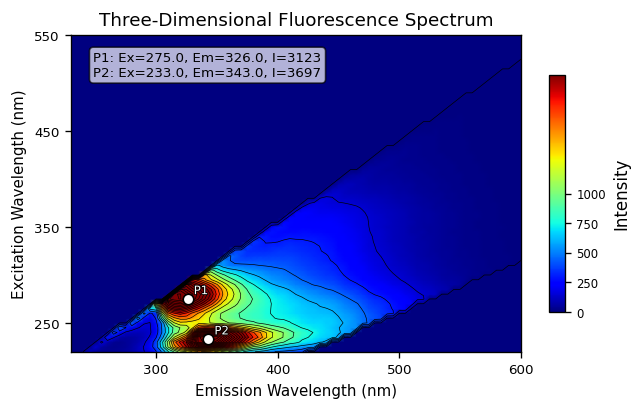 Three-Dimensional Fluorescence Spectrum
P1: Ex=275.0, Em=326.0, I=3123
P2: Ex=233.0, Em=343.0, I=3697
550
450
350
250
Excitation Wavelength (nm)
P1
P2
300
400
500
600
Emission Wavelength (nm)
1000
750
500
250
0
Intensity